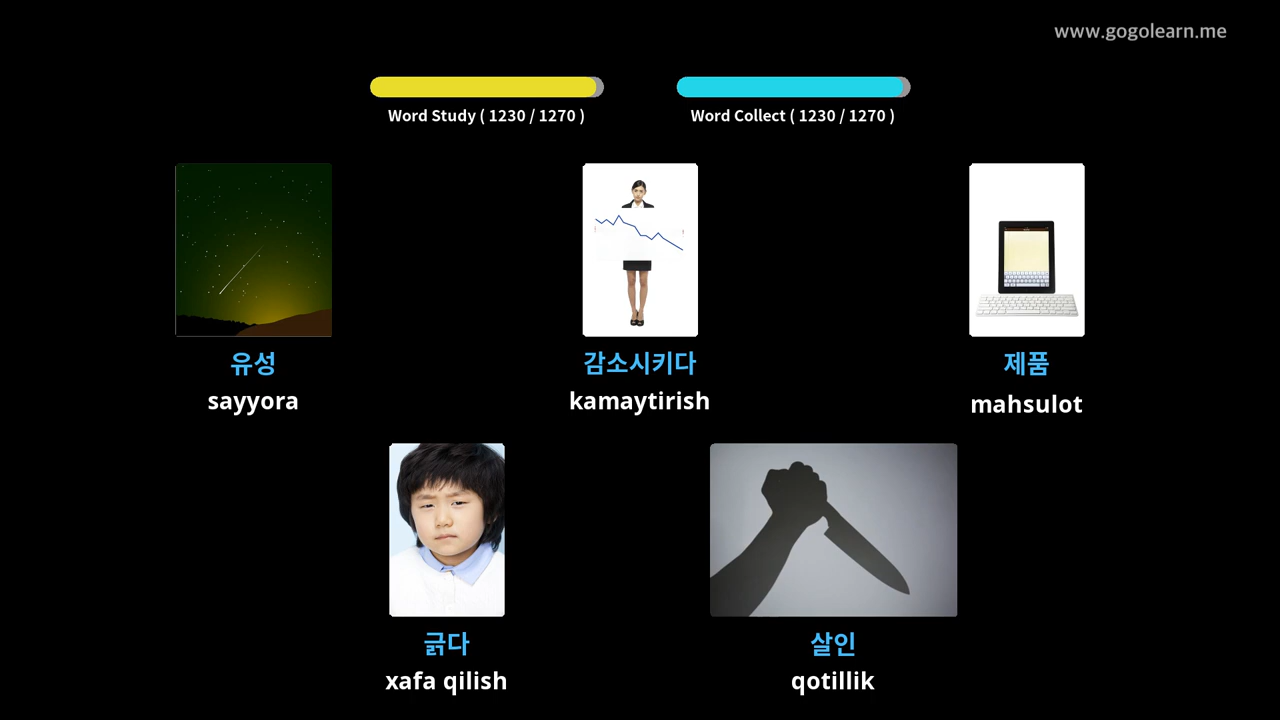 www.gogolearn.me
Word Study ( 1230 / 1270 )
Word Collect ( 1230 / 1270 )
유성
감소시키다
제품
sayyora
kamaytirish
mahsulot
긁다
살인
xafa qilish
qotillik